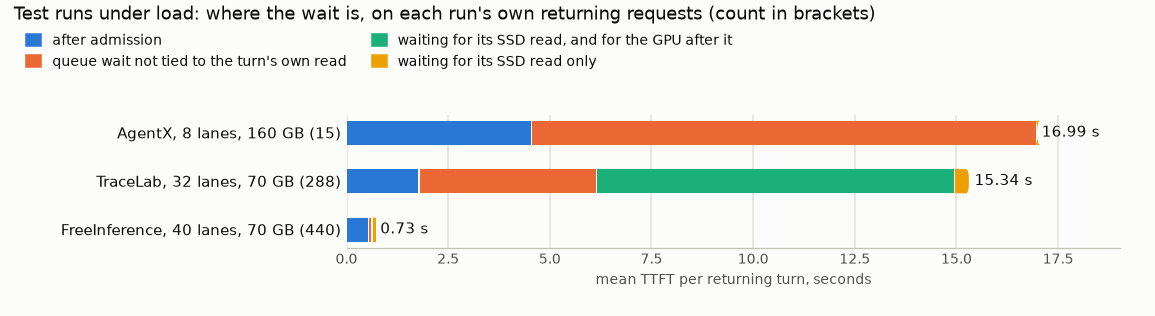 Test runs under load: where the wait is, on each run's own returning requests (count in brackets)
after admission
waiting for its SSD read, and for the GPU after it
queue wait not tied to the turn's own read
waiting for its SSD read only
AgentX, 8 lanes, 160 GB (15)
16.99 s
TraceLab, 32 lanes, 70 GB (288)
15.34 s
FreeInference, 40 lanes, 70 GB (440)
0.73 s
0.0 2.5 5.0 7.5 10.0 12.5 15.0 17.5
mean TTFT per returning turn, seconds